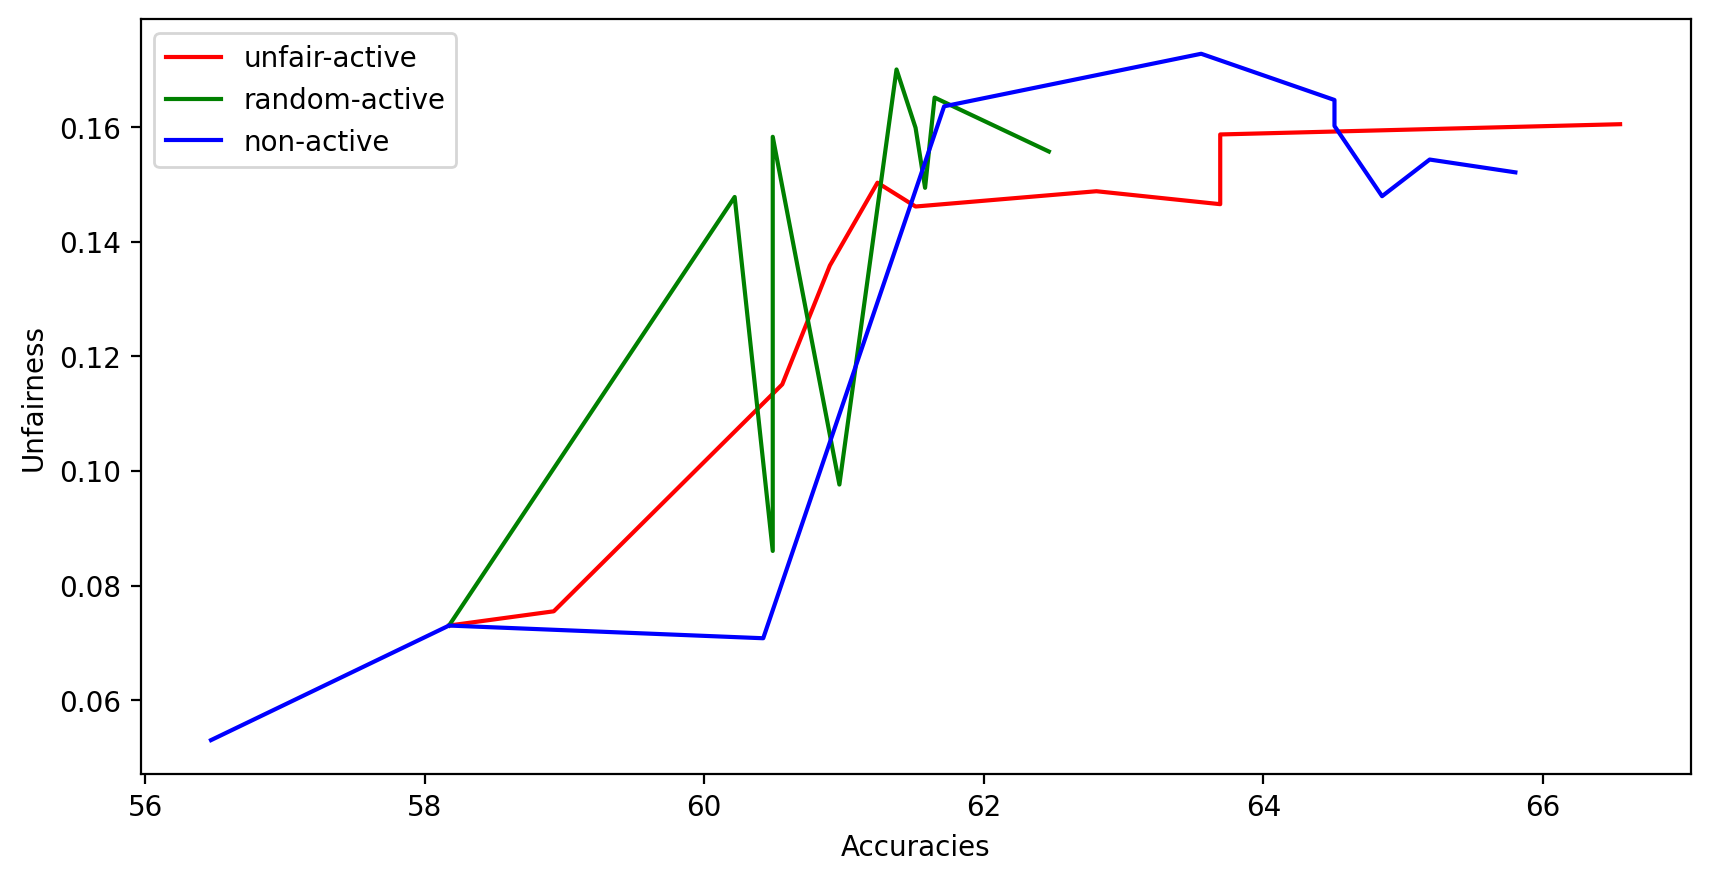 unfair-active
random-active
non-active
0.16
0.14
0.12
0.10
0.08
0.06
Unfairness
56 58 60 62 64 66
Accuracies